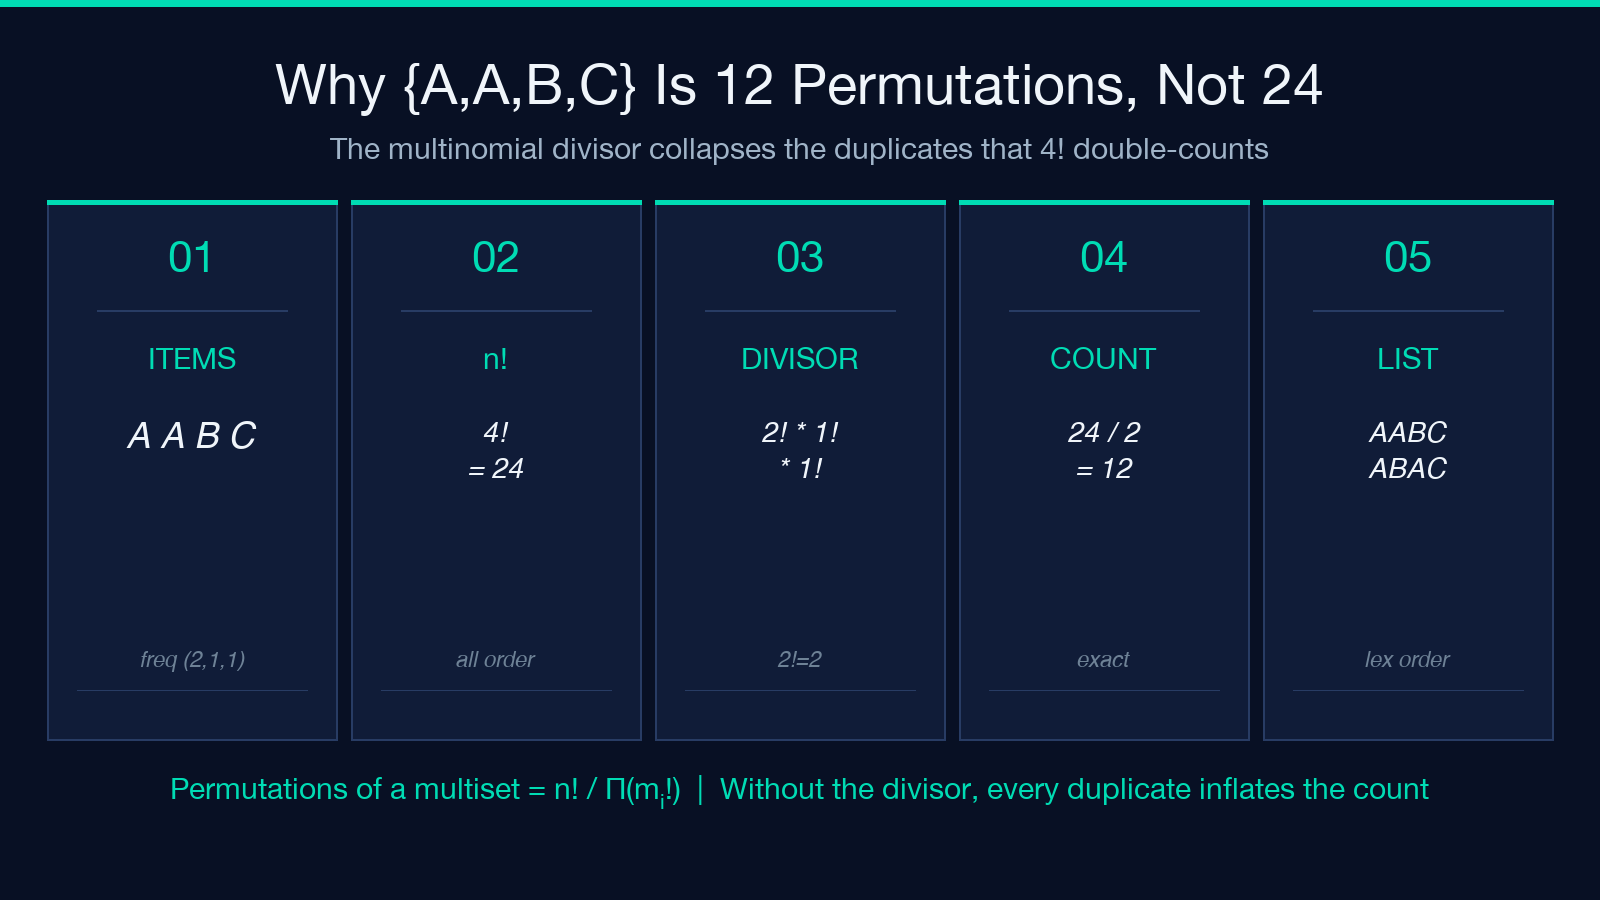 Why {A,A,B,C} Is 12 Permutations, Not 24
The multinomial divisor collapses the duplicates that 4! double-counts
01
ITEMS
A A B C
freq (2,1,1)
02
n!
4!
= 24
all order
03
DIVISOR
2! * 1!
* 1!
2!=2
04
COUNT
24 / 2
= 12
exact
05
LIST
AABC
ABAC
lex order
Permutations of a multiset = n! / Π(mᵢ!) | Without the divisor, every duplicate inflates the count